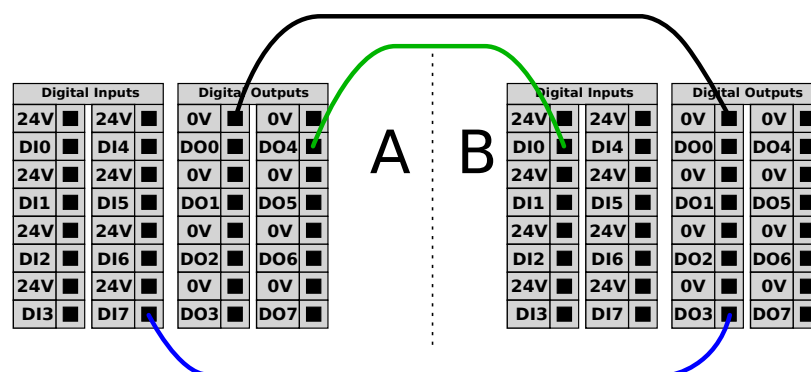 Digital Inputs Digital Outputs Digital Inputs Digital Outputs
24V 24V 0V 0V 24V 24V 0V 0V
DI0 DI4 DO0 DO4 A B DI0 DI4 DO0 DO4
24V 24V 0V 0V 24V 24V 0V 0V
DI1 DI5 DO1 DO5 DI1 DI5 DO1 DO5
24V 24V 0V 0V 24V 24V 0V 0V
DI2 DI6 DO2 DO6 DI2 DI6 DO2 DO6
24V 24V 0V 0V 24V 24V 0V 0V
DI3 DI7 DO3 DO7 DI3 DI7 DO3 DO7